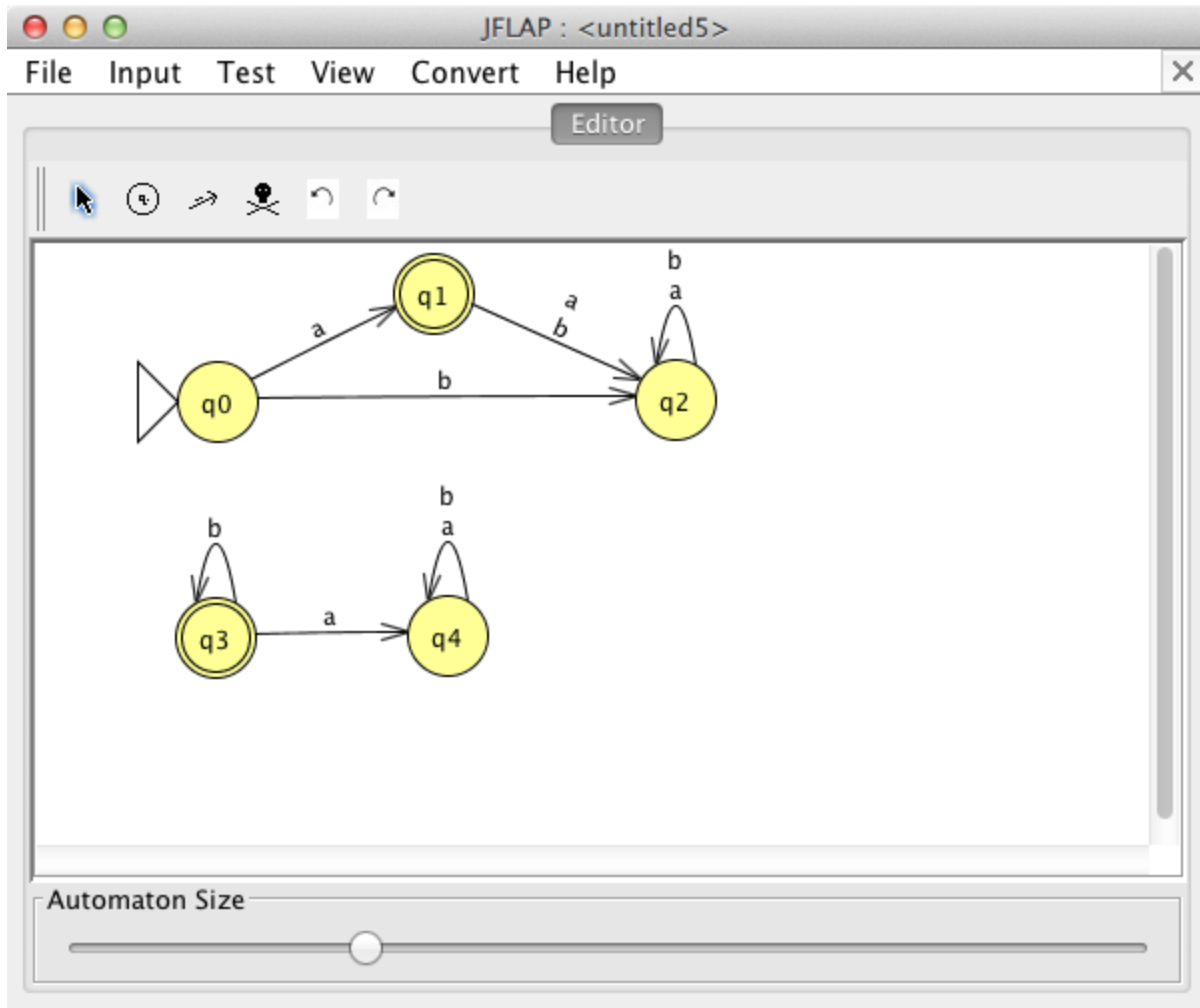 JFLAP : <untitled5>
File Input Test View Convert Help
Editor
b
a
q1
a
b
a
b
q0
q2
b
b
a
b
a
q3
q4
Automaton Size